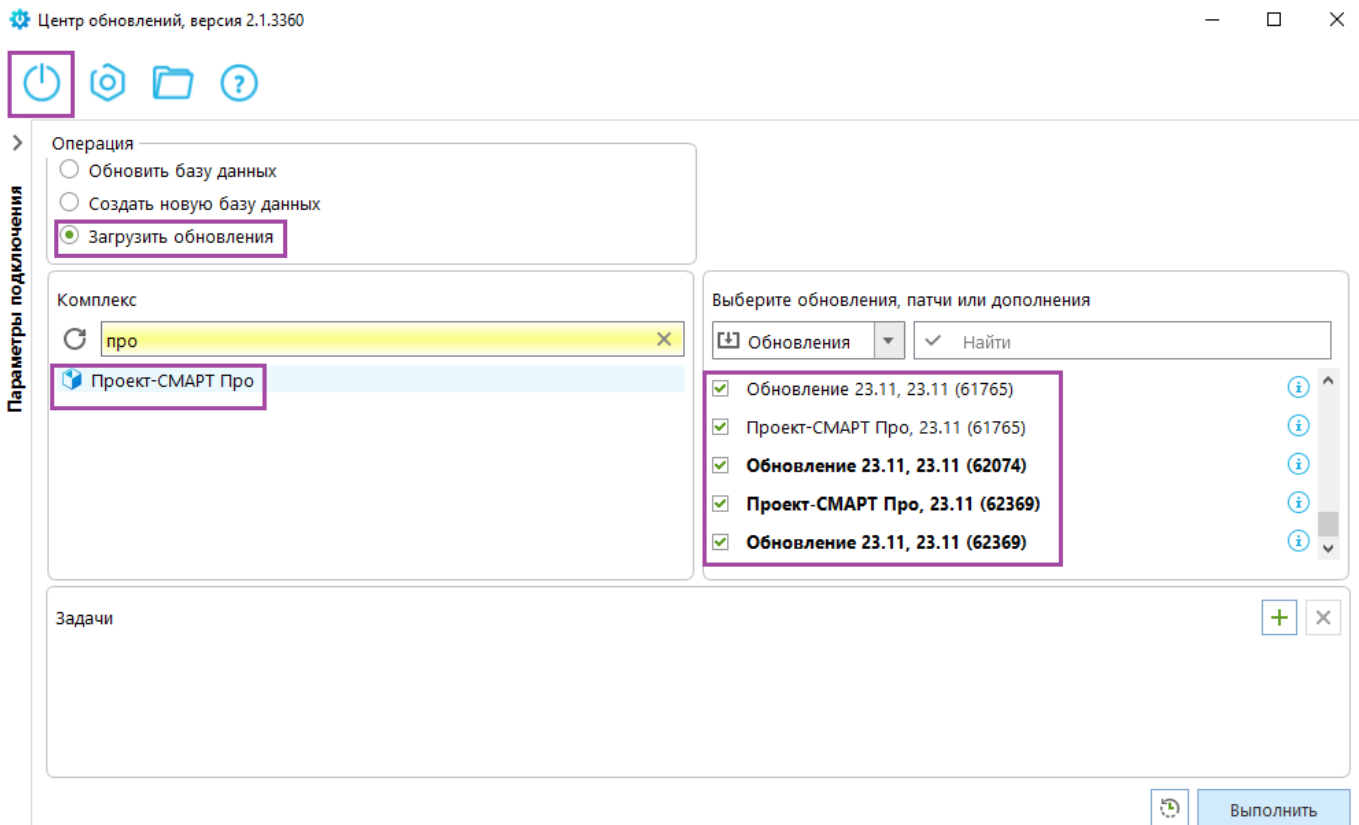 Центр обновлений, версия 2.1.3360
Параметры подключения
Операция
Обновить базу данных
Создать новую базу данных
Загрузить обновления
Комплекс
про
Проект-СМАРТ Про
Выберите обновления, патчи или дополнения
Обновления
Найти
Обновление 23.11, 23.11 (61765)
Проект-СМАРТ Про, 23.11 (61765)
Обновление 23.11, 23.11 (62074)
Проект-СМАРТ Про, 23.11 (62369)
Обновление 23.11, 23.11 (62369)
Задачи
Выполнить